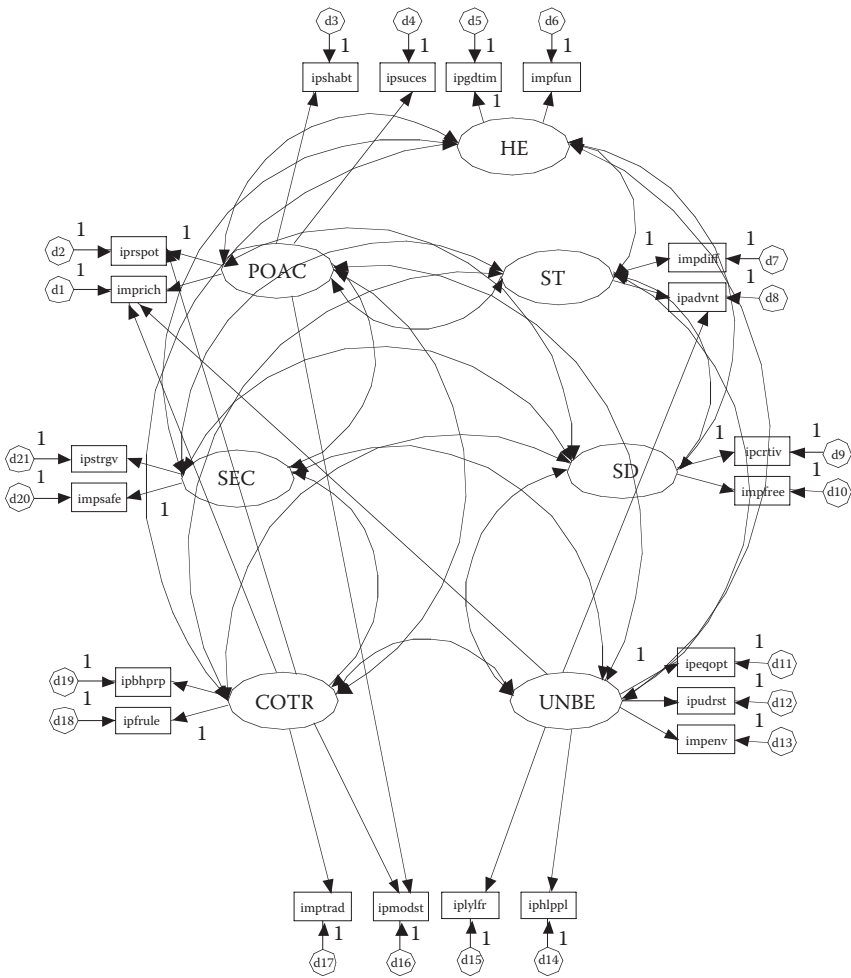 d3 d4 d5 d6
1 1 1 1
ipshabt ipsuces ipgdtim impfun
1
HE
1 1
d2 iprspot
POAC
ST
1 impdiff 1 d7
1
d1 imprich
ipadvnt 1 d8
1
d21 ipstrgv
SEC
SD
1 ipcrtiv 1 d9
1
d20 impsafe
impfree 1 d10
1
1
d19 ipbhprp
COTR
UNBE
1 ipeqopt 1 d11
1
d18 ipfrule
1
ipudrst 1 d12
impenv 1 d13
imptrad ipmodst iplylfr iphlppl
1 1 1 1
d17 d16 d15 d14